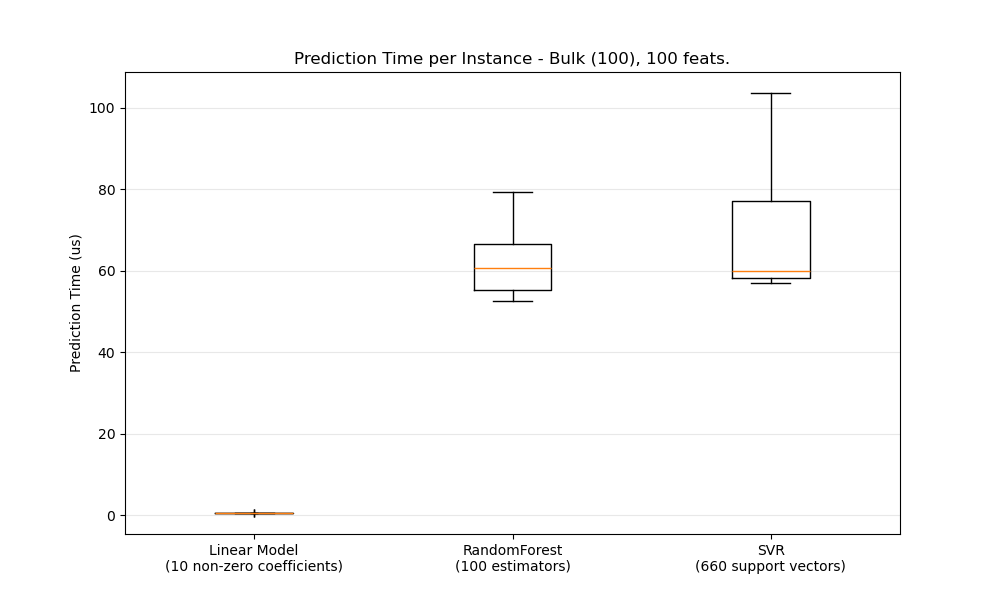 Prediction Time per Instance - Bulk (100), 100 feats.
100
80
60
40
20
0
Prediction Time (us)
Linear Model
(10 non-zero coefficients)
RandomForest
(100 estimators)
SVR
(660 support vectors)